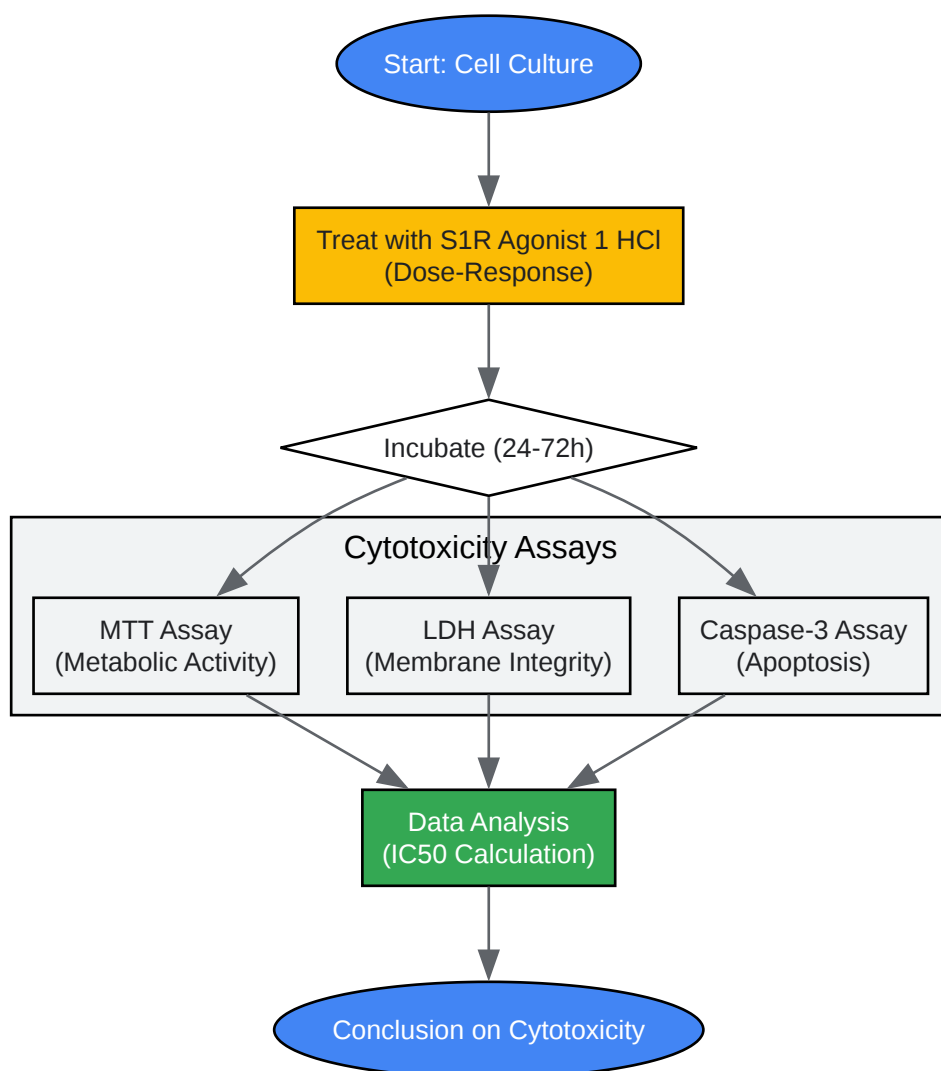 Start: Cell Culture
Treat with S1R Agonist 1 HCl
(Dose-Response)
Incubate (24-72h)
Cytotoxicity Assays
MTT Assay
(Metabolic Activity)
LDH Assay
(Membrane Integrity)
Caspase-3 Assay
(Apoptosis)
Data Analysis
(IC50 Calculation)
Conclusion on Cytotoxicity